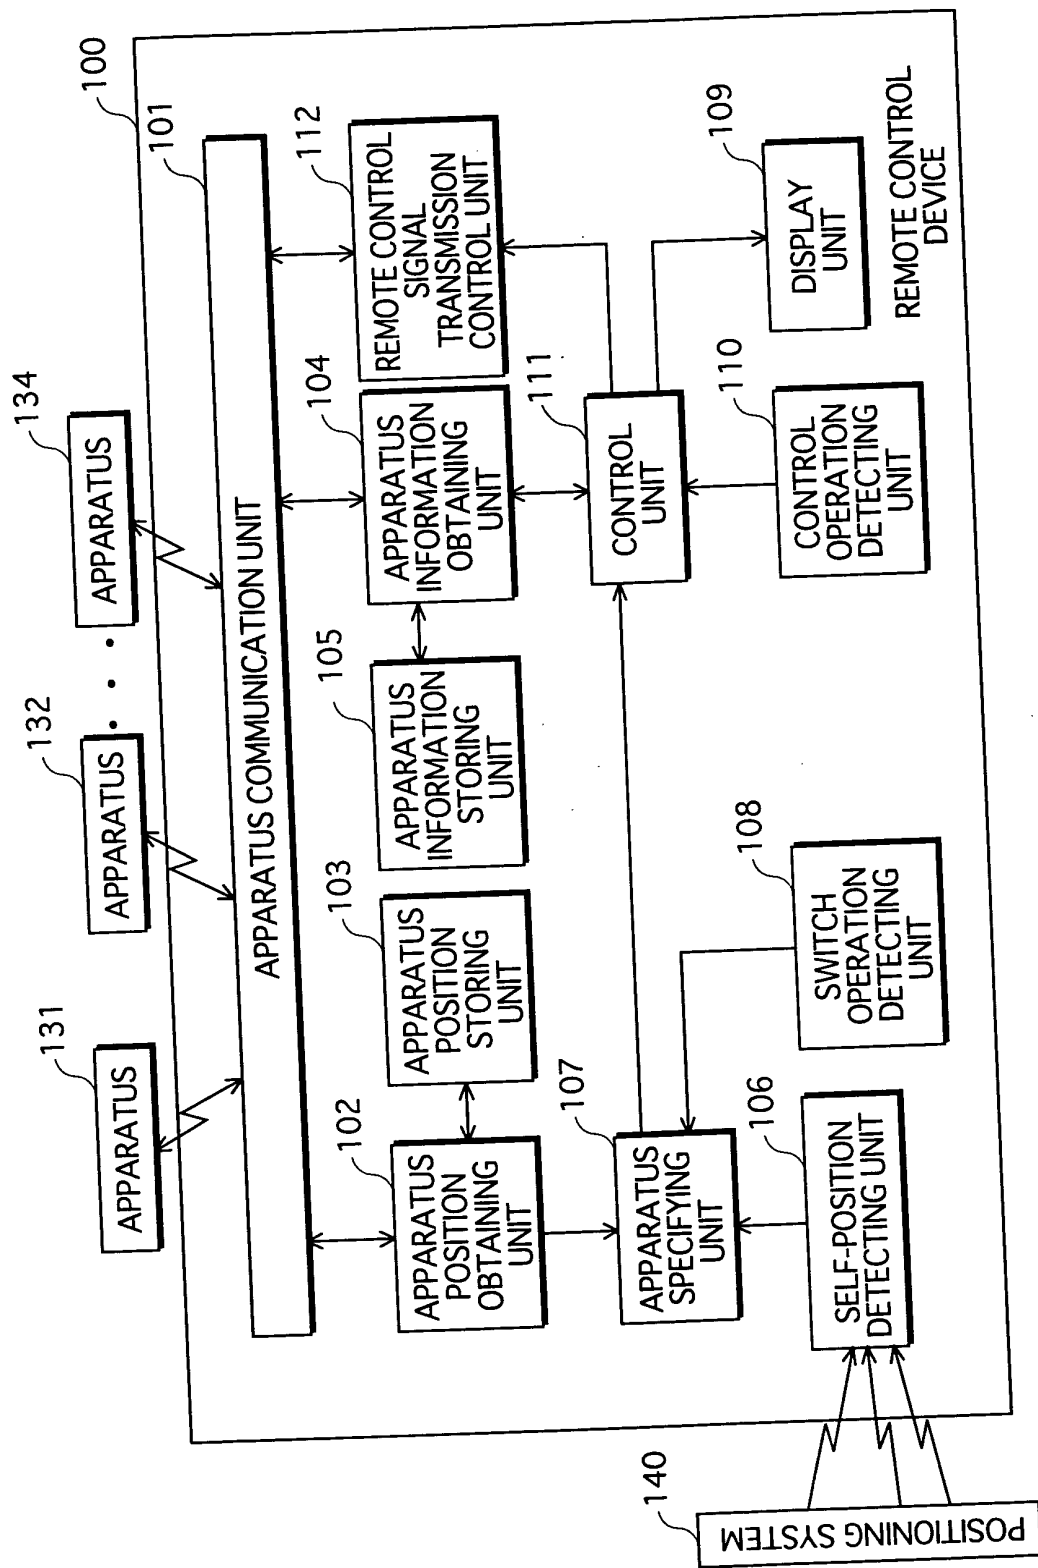 100
134
APPARATUS
132
APPARATUS
131
APPARATUS
101
APPARATUS COMMUNICATION UNIT
112
REMOTE CONTROL
SIGNAL
TRANSMISSION
CONTROL UNIT
104
APPARATUS
INFORMATION
OBTAINING
UNIT
105
APPARATUS
INFORMATION
STORING
UNIT
103
APPARATUS
POSITION
STORING
UNIT
102
APPARATUS
POSITION
OBTAINING
UNIT
111
CONTROL
UNIT
107
APPARATUS
SPECIFYING
UNIT
109
DISPLAY
UNIT
110
CONTROL
OPERATION
DETECTING
UNIT
108
SWITCH
OPERATION
DETECTING
UNIT
106
SELF-POSITION
DETECTING UNIT
REMOTE CONTROL
DEVICE
140
POSITIONING SYSTEM